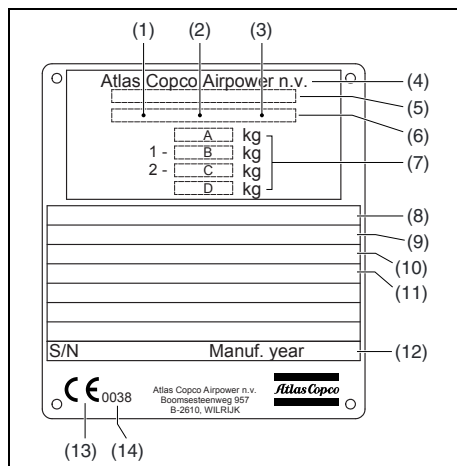 (1) (2) (3)
Atlas Copco Airpower n.v. (4)
(5)
(6)
A kg
1 - B kg
(7)
2 - C kg
D kg
(8)
(9)
(10)
(11)
S/N Manuf. year (12)
CE 0038
Atlas Copco Airpower n.v.
Boomsesteenweg 957
B-2610, WILRIJK
Atlas Copco
(13) (14)